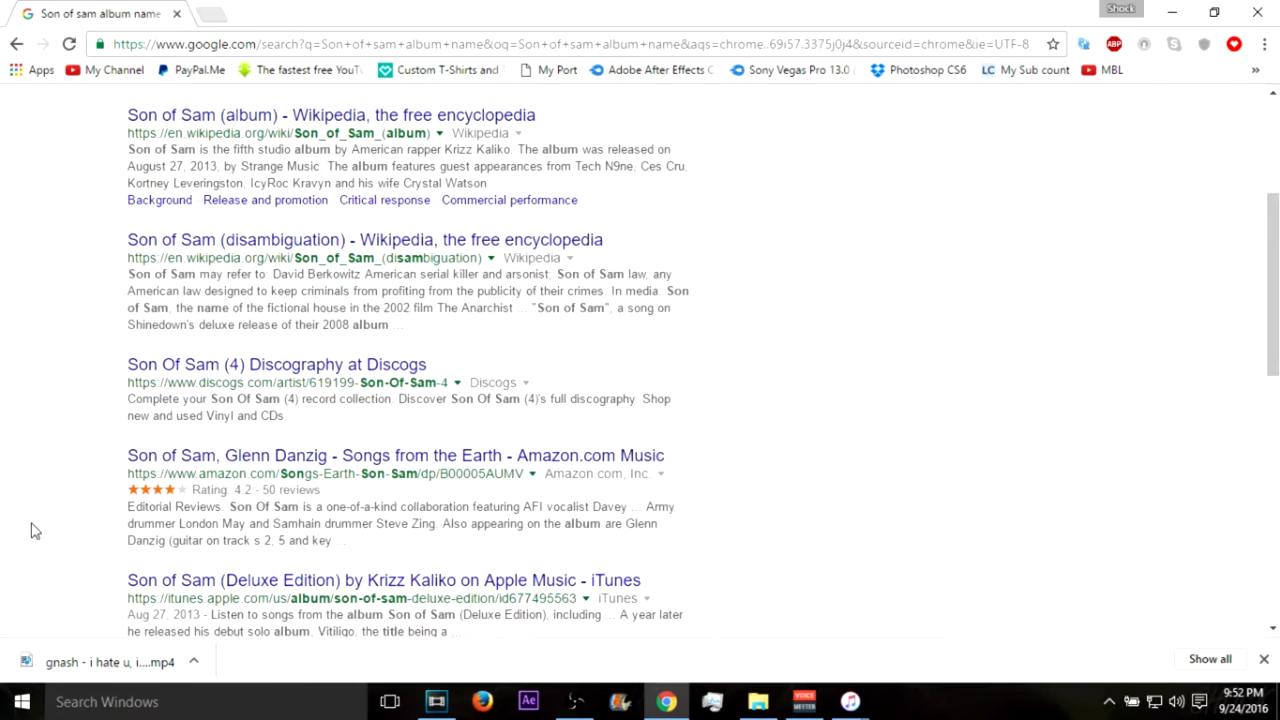 Son of sam album name
Shock
https://www.google.com/search?q=Son+of+sam+album+name&oq=Son+of+sam+album+name&aqs=chrome..69i57.3375j0j4&sourceid=chrome&ie=UTF-8
ABP
Apps My Channel PayPal.Me The fastest free YouTu Custom T-Shirts and My Port Adobe After Effects C Sony Vegas Pro 13.0 Photoshop CS6 LC My Sub count MBL »
Son of Sam (album) - Wikipedia, the free encyclopedia
https://en.wikipedia.org/wiki/Son_of_Sam_(album) Wikipedia
Son of Sam is the fifth studio album by American rapper Krizz Kaliko. The album was released on
August 27, 2013, by Strange Music. The album features guest appearances from Tech N9ne, Ces Cru,
Kortney Leveringston, IcyRoc Kravyn and his wife Crystal Watson
Background Release and promotion Critical response Commercial performance
Son of Sam (disambiguation) - Wikipedia, the free encyclopedia
https://en.wikipedia.org/wiki/Son_of_Sam_(disambiguation) Wikipedia
Son of Sam may refer to: David Berkowitz American serial killer and arsonist, Son of Sam law, any
American law designed to keep criminals from profiting from the publicity of their crimes. In media. Son
of Sam, the name of the fictional house in the 2002 film The Anarchist ... "Son of Sam", a song on
Shinedown's deluxe release of their 2008 album ...
Son Of Sam (4) Discography at Discogs
https://www.discogs.com/artist/619199-Son-Of-Sam-4 Discogs
Complete your Son Of Sam (4) record collection. Discover Son Of Sam (4)'s full discography. Shop
new and used Vinyl and CDs.
Son of Sam, Glenn Danzig - Songs from the Earth - Amazon.com Music
https://www.amazon.com/Songs-Earth-Son-Sam/dp/B00005AUMV Amazon.com, Inc.
Rating: 4.2 - 50 reviews
Editorial Reviews. Son Of Sam is a one-of-a-kind collaboration featuring AFI vocalist Davey ... Army
drummer London May and Samhain drummer Steve Zing. Also appearing on the album are Glenn
Danzig (guitar on track s 2, 5 and key ...
Son of Sam (Deluxe Edition) by Krizz Kaliko on Apple Music - iTunes
https://itunes.apple.com/us/album/son-of-sam-deluxe-edition/id677495563 iTunes
Aug 27, 2013 - Listen to songs from the album Son of Sam (Deluxe Edition), including ... A year later
he released his debut solo album, Vitiligo, the title being a ...
gnash - i hate u, i....mp4
Show all
Search Windows
Ae
VOICE
MEETER
9:52 PM
9/24/2016